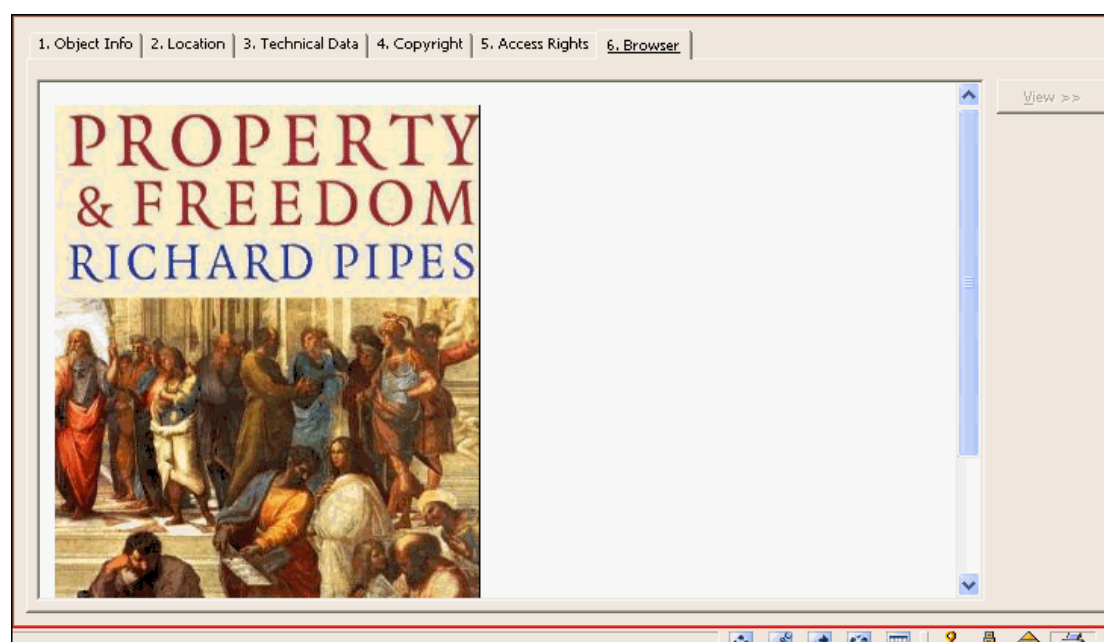 1. Object Info 2. Location 3. Technical Data 4. Copyright 5. Access Rights 6. Browser
View >>
PROPERTY
& FREEDOM
RICHARD PIPES